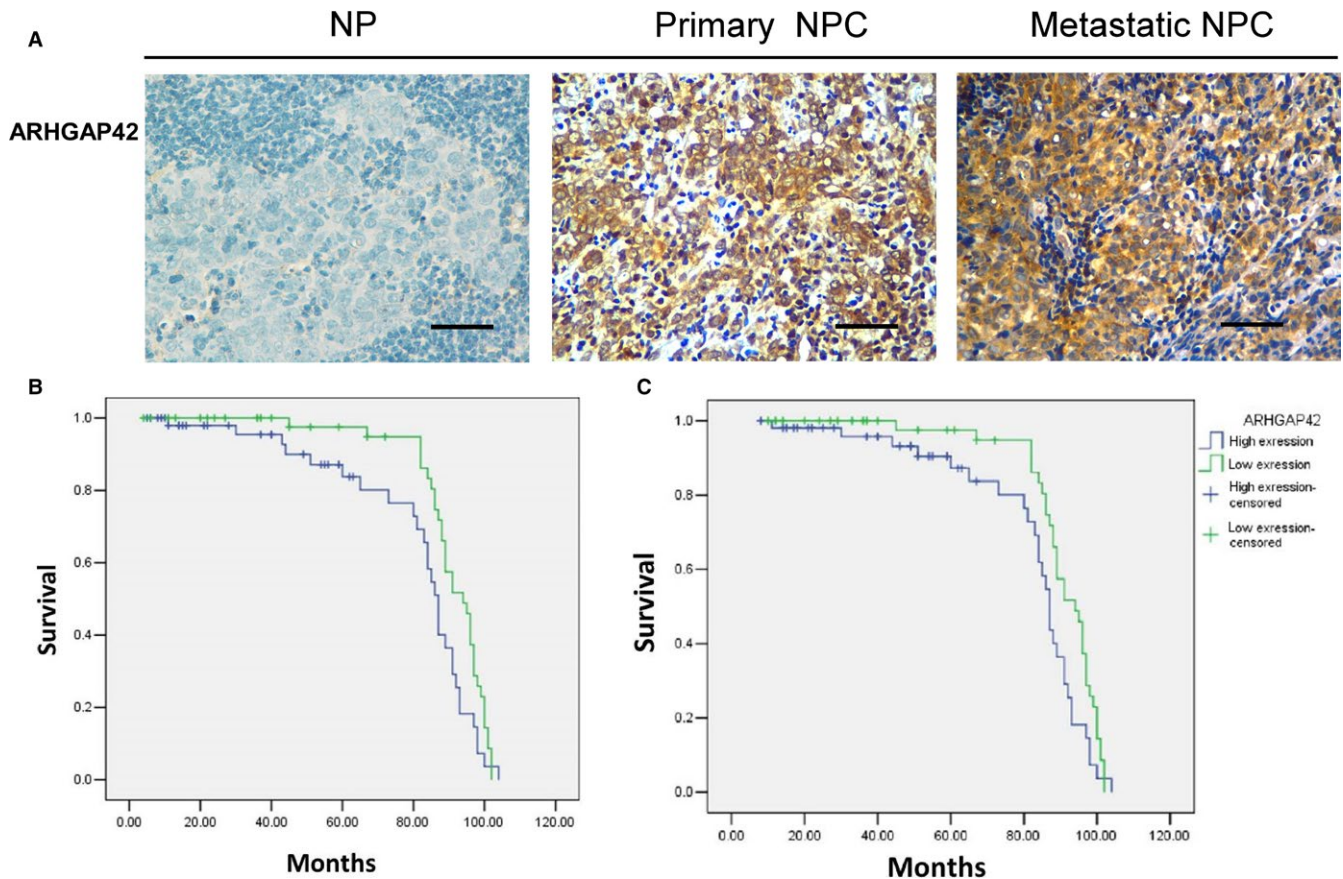 NP
Primary NPC
Metastatic NPC
A
ARHGAP42
B
1.0
0.8
0.6
0.4
0.2
0.0
Survival
0.00 20.00 40.00 60.00 80.00 100.00 120.00
Months
C
1.0
0.8
0.6
0.4
0.2
0.0
Survival
0.00 20.00 40.00 60.00 80.00 100.00 120.00
Months
ARHGAP42
High exression
Low exression
High exression-
censored
Low exression-
censored